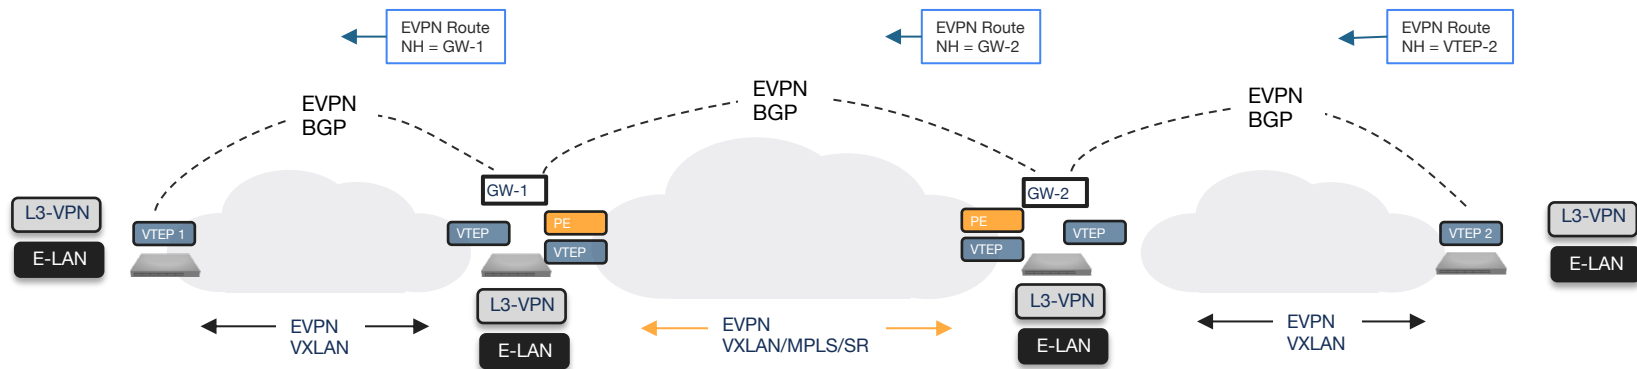 EVPN Route
NH = GW-1
EVPN Route
NH = GW-2
EVPN Route
NH = VTEP-2
EVPN
BGP
EVPN
BGP
EVPN
BGP
GW-1
GW-2
L3-VPN
E-LAN
VTEP 1
VTEP
PE
VTEP
PE
VTEP
VTEP
VTEP 2
L3-VPN
E-LAN
L3-VPN
E-LAN
L3-VPN
E-LAN
EVPN
VXLAN
EVPN
VXLAN/MPLS/SR
EVPN
VXLAN